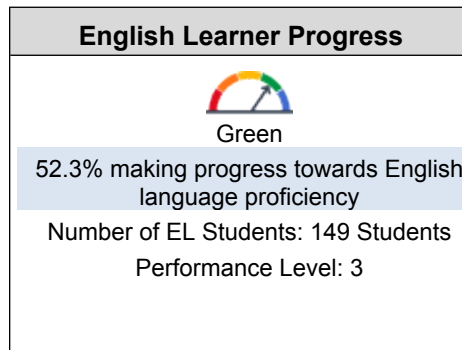 English Learner Progress
Green
52.3% making progress towards English
language proficiency
Number of EL Students: 149 Students
Performance Level: 3